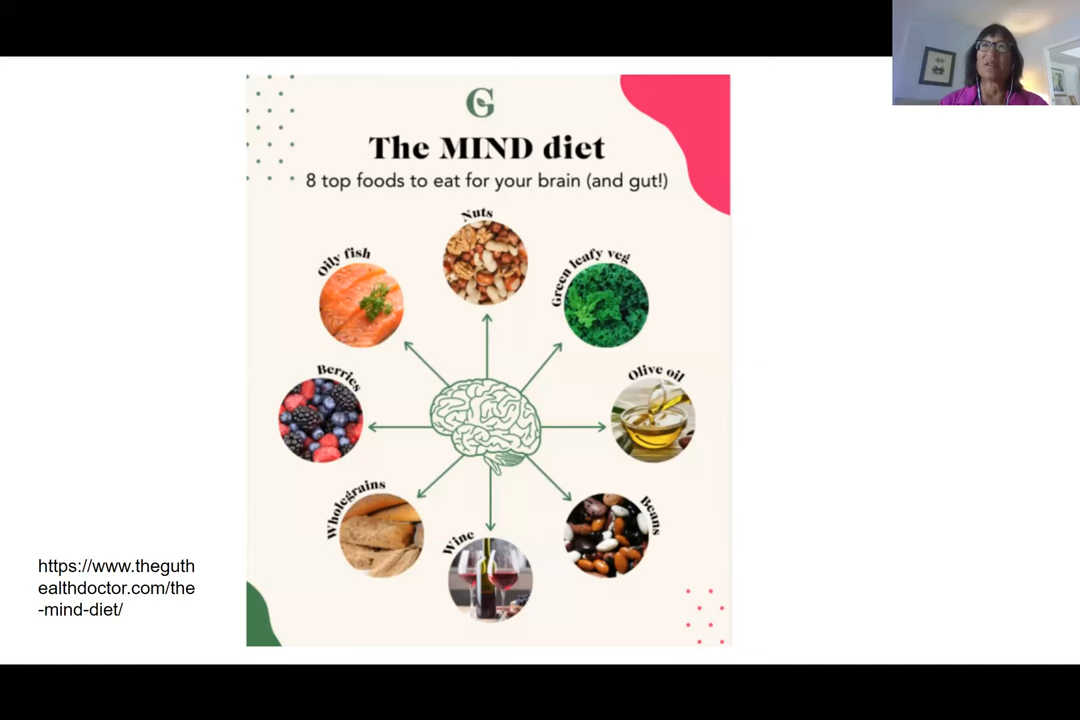 G
The MIND diet
8 top foods to eat for your brain (and gut!)
Nuts
Oily fish
Green leafy veg
Berries
Olive oil
Wholegrains
Beans
Wine
https://www.theguth
ealthdoctor.com/the
-mind-diet/